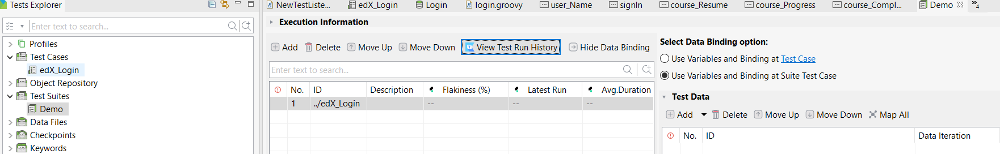 Tests Explorer
Enter text to search...
Profiles
Test Cases
edX_Login
Object Repository
Test Suites
Demo
Data Files
Checkpoints
Keywords
NewTestListe... edX_Login Login login.groovy user_Name signIn course_Resume course_Progress course_Compl... Demo »4
Execution Information
Add Delete Move Up Move Down View Test Run History Hide Data Binding
Enter text to search...
No. ID Description Flakiness (%) Latest Run Avg.Duration
1 ../edX_Login -- -- --
Select Data Binding option:
Use Variables and Binding at Test Case
Use Variables and Binding at Suite Test Case
Test Data
Add Delete Move Up Move Down Map All
No. ID Data Iteration